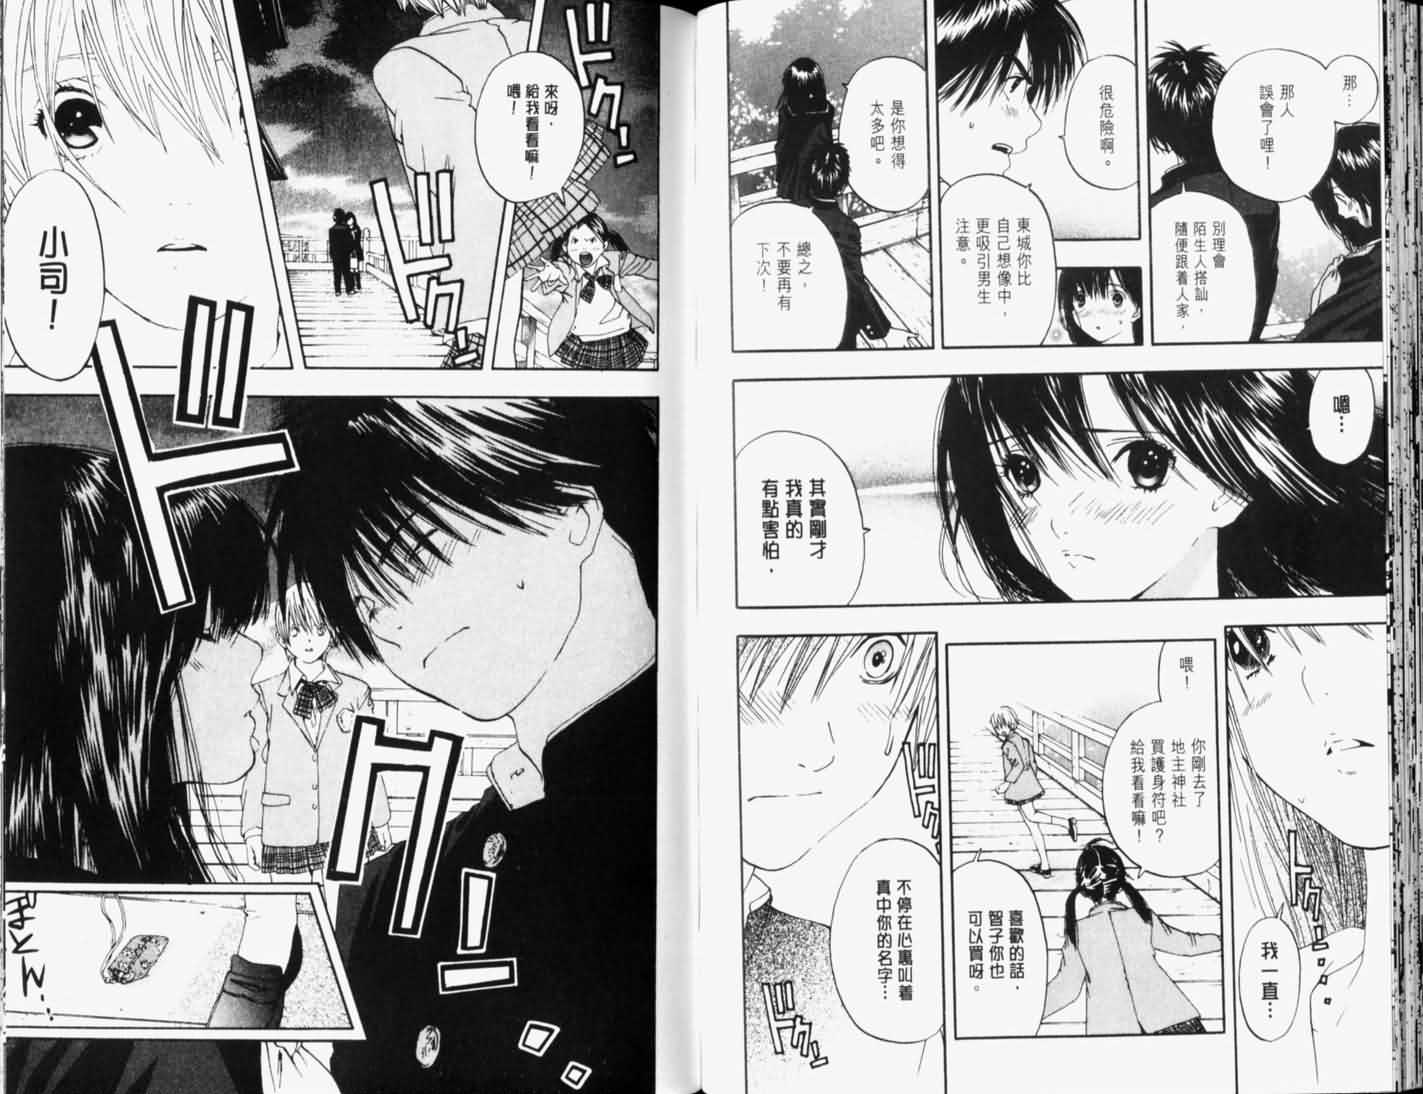 那…
那人
誤會了哩！
別理會
陌生人搭訕，
隨便跟着人家，
很危險啊。
東城你比
自己想像中，
更吸引男生
注意。
是你想得
太多吧。
總之，
不要再有
下次！
嗯…
其實剛才
我真的
有點害怕，
我一直…
ドキ
喂！
你剛去了
地主神社
買護身符吧？
給我看看嘛！
喜歡的話，
智子你也
可以買呀。
不停在心裏叫着
真中你的名字…
ドクン
ドクン
來呀，
給我看看嘛！
嘿！
ドクン
ドクン
小司！
ドクン
ぽとん…